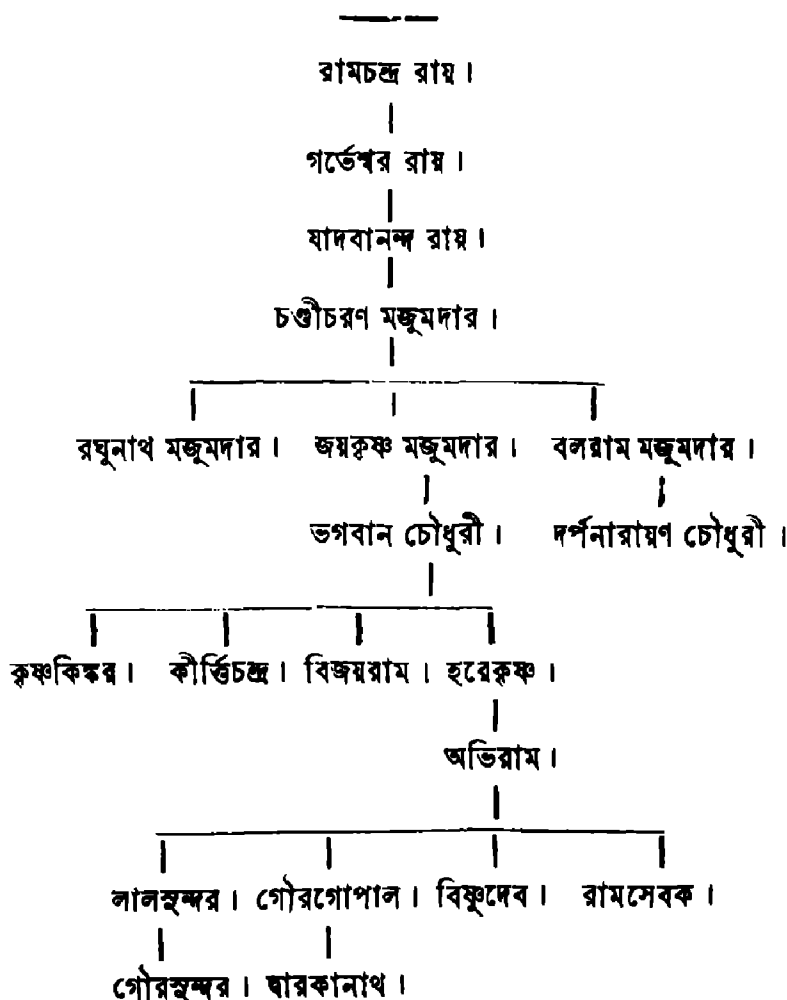 রামচন্দ্র রায়।
গর্ভেশ্বর রায়।
যাদবানন্দ রায়।
চণ্ডীচরণ মজুমদার।
রঘুনাথ মজুমদার। জয়কৃষ্ণ মজুমদার। বলরাম মজুমদার।
ভগবান চৌধুরী। দর্পনারায়ণ চৌধুরী।
কৃষ্ণকিঙ্কর। কীর্ত্তিচন্দ্র। বিজয়রাম। হরেকৃষ্ণ।
অভিরাম।
লালসুন্দর। গৌরগোপাল। বিষ্ণুদেব। রামসেবক।
গৌরসুন্দর। দ্বারকানাথ।